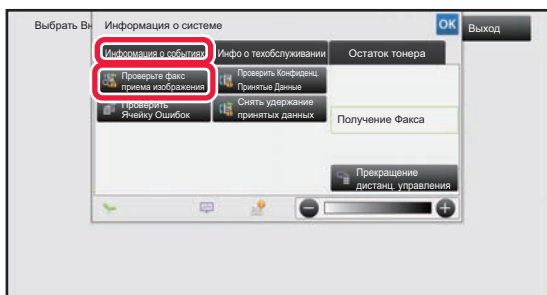 Выбрать Вн
Информация о системе
OK
Выход
Информация о событиях
Инфо о техобслуживании
Остаток тонера
Проверьте факс
приема изображения
Проверить Конфиденц.
Принятые Данные
Проверить
Ячейку Ошибок
Снять удержание
принятых данных
Получение Факса
Прекращение
дистанц. управления